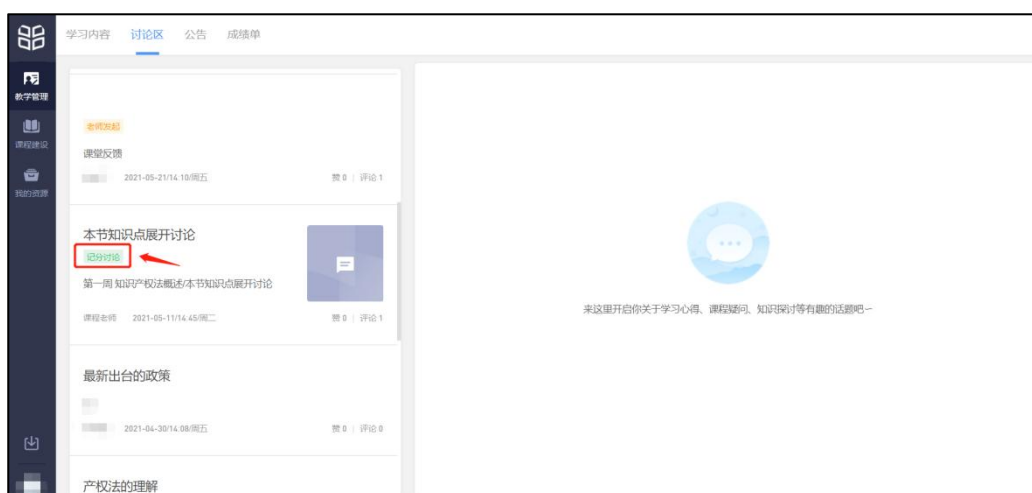 学习内容 讨论区 公告 成绩单
教学管理
课程建设
我的资源
老师发起
课堂反馈
2021-05-21/14:10/周五 赞 0 | 评论 1
本节知识点展开讨论
记分讨论
第一周 知识产权法概述/本节知识点展开讨论
课程老师 2021-05-11/14:45/周二 赞 0 | 评论 1
最新出台的政策
2021-04-30/14:08/周五 赞 0 | 评论 0
产权法的理解
来这里开启你关于学习心得、课程疑问、知识探讨等有趣的话题吧~